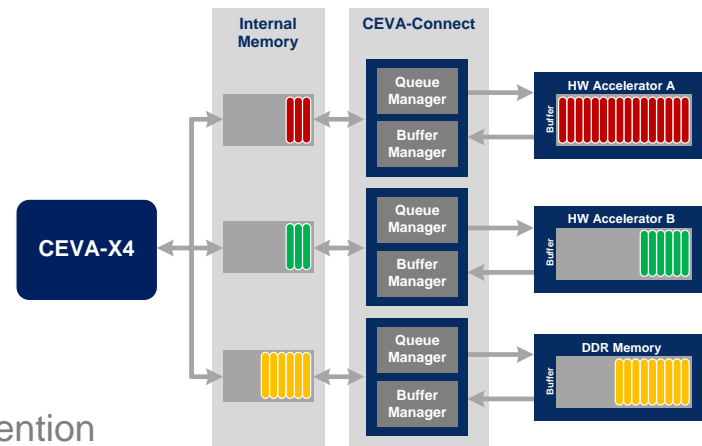 Internal
Memory
CEVA-Connect
CEVA-X4
Queue
Manager
Buffer
Manager
HW Accelerator A
Buffer
Queue
Manager
Buffer
Manager
HW Accelerator B
Buffer
Queue
Manager
Buffer
Manager
DDR Memory
Buffer
ention